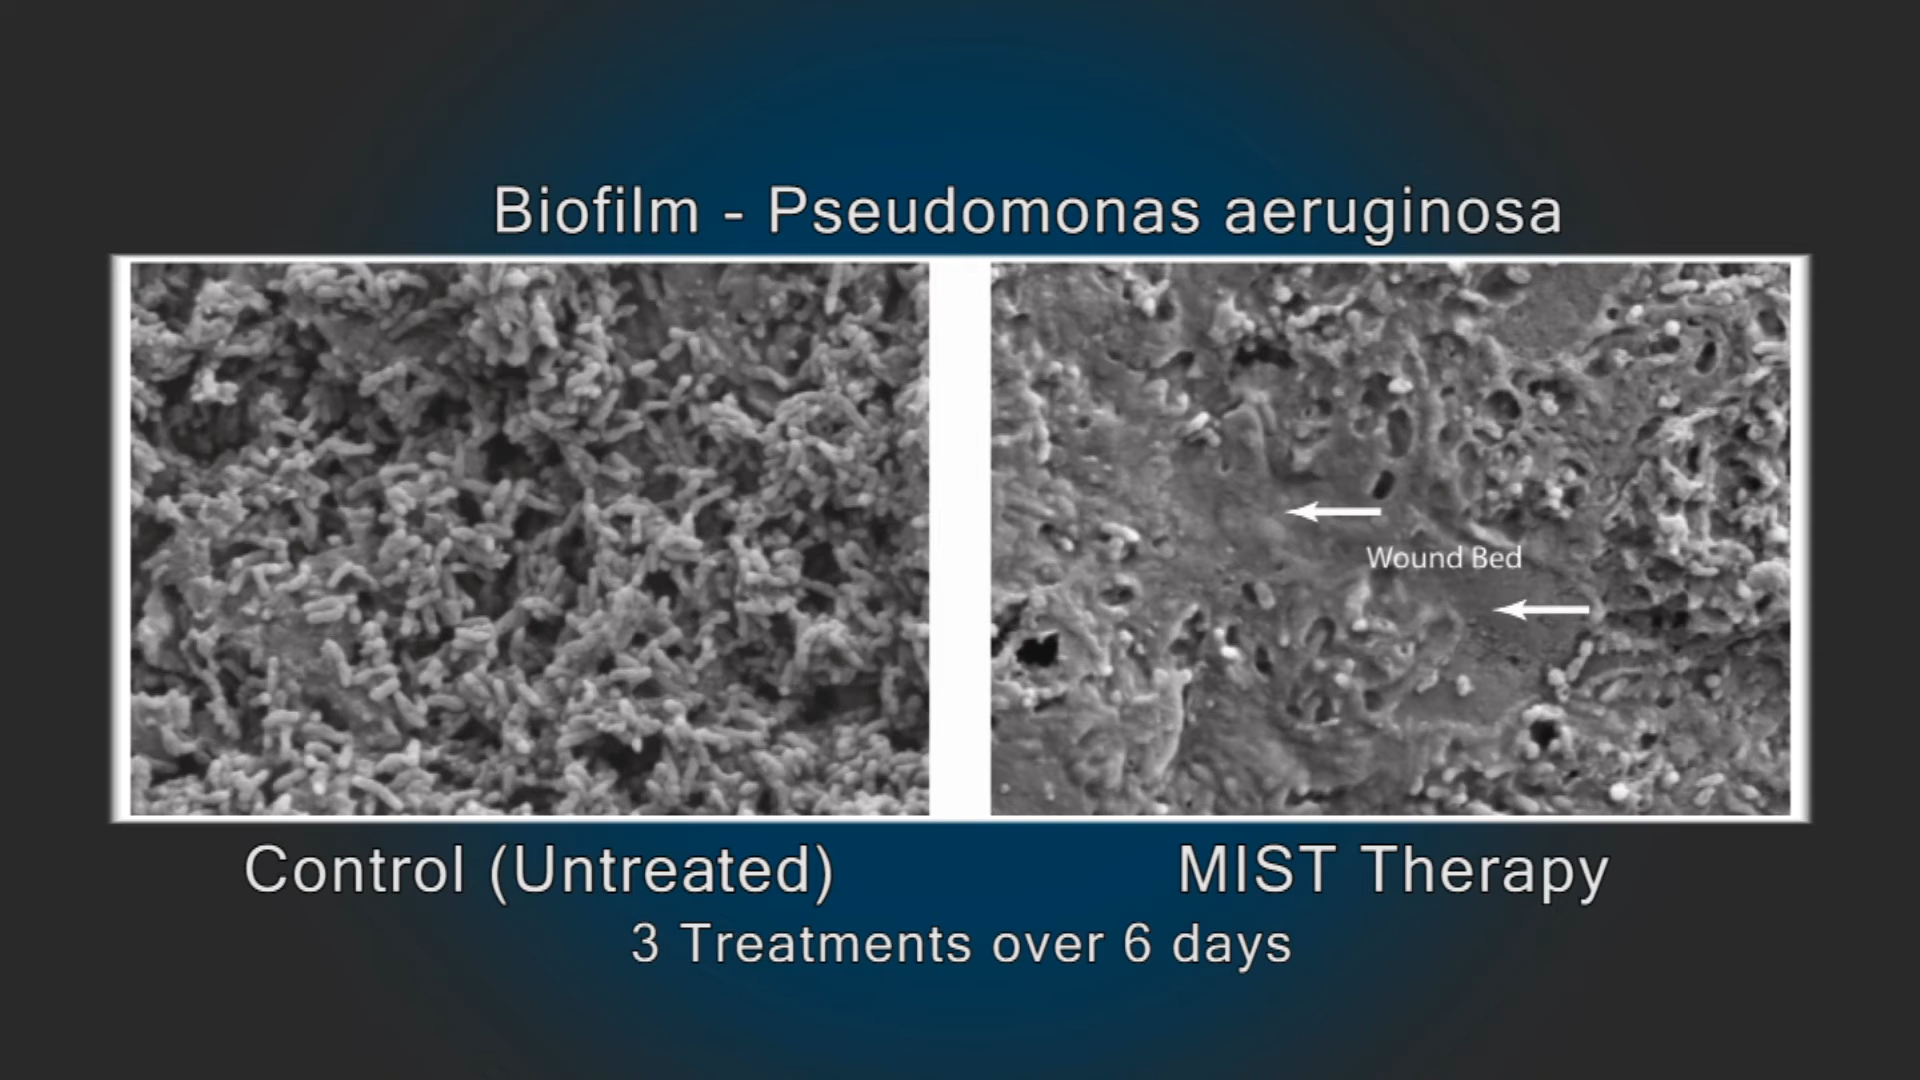 Biofilm - Pseudomonas aeruginosa
Wound Bed
Control (Untreated)
MIST Therapy
3 Treatments over 6 days